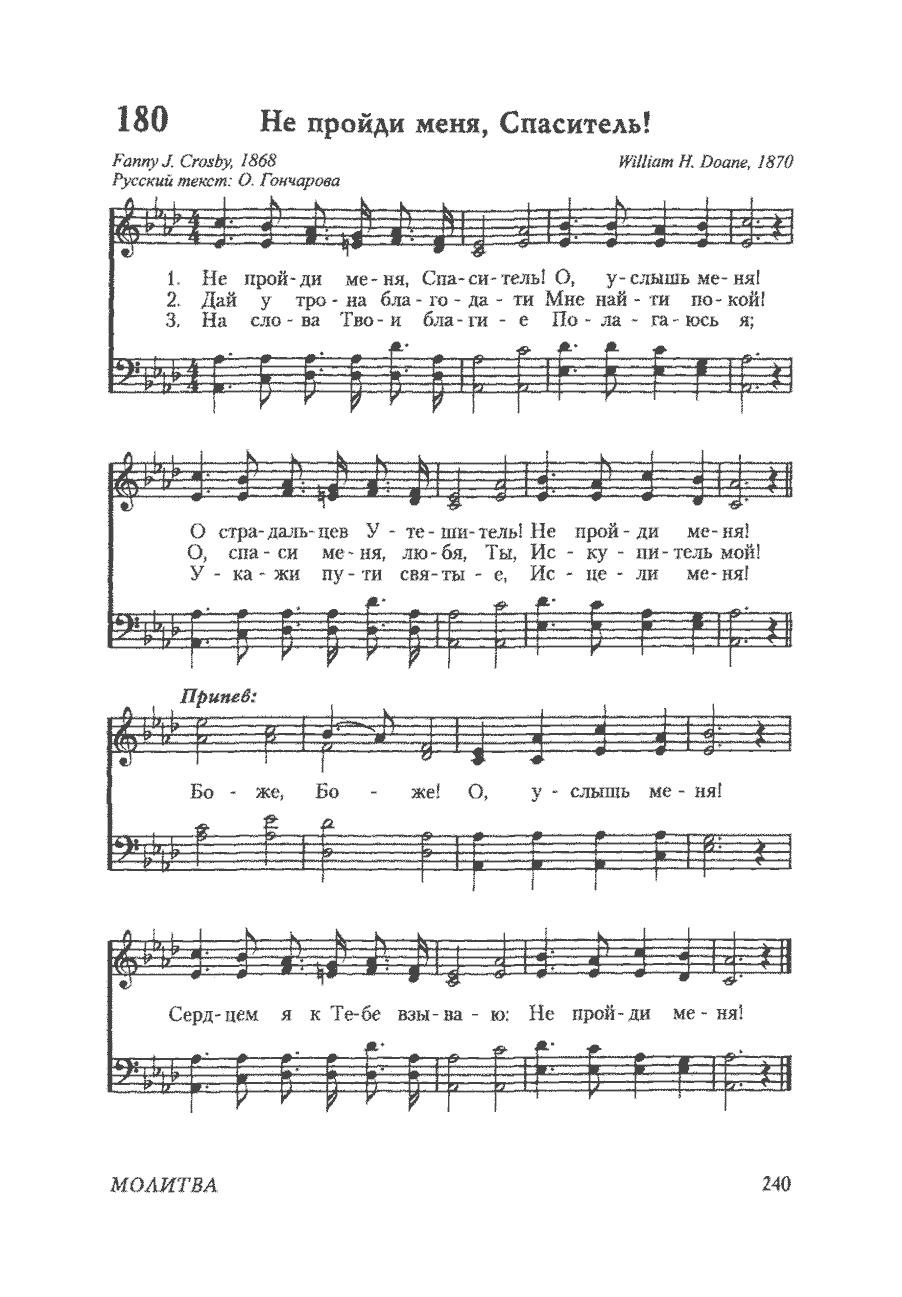 180 Не пройди меня, Спаситель!
Fanny J. Crosby, 1868 William H. Doane, 1870
Русский текст: О. Гончарова
1. Не прой-ди ме-ня, Спа-си-тель! О, у-слышь ме-ня!
2. Дай у тро-на бла-го-да-ти Мне най-ти по-кой!
3. На сло-ва Тво-и бла-ги-е По-ла-га-юсь я;
О стра-даль-цев У-те-ши-тель! Не прой-ди ме-ня!
О, спа-си ме-ня, лю-бя, Ты, Ис-ку-пи-тель мой!
У-ка-жи пу-ти свя-ты-е, Ис-це-ли ме-ня!
Припев:
Бо-же, Бо-же! О, у-слышь ме-ня!
Серд-цем я к Те-бе взы-ва-ю: Не прой-ди ме-ня!
МОЛИТВА 240